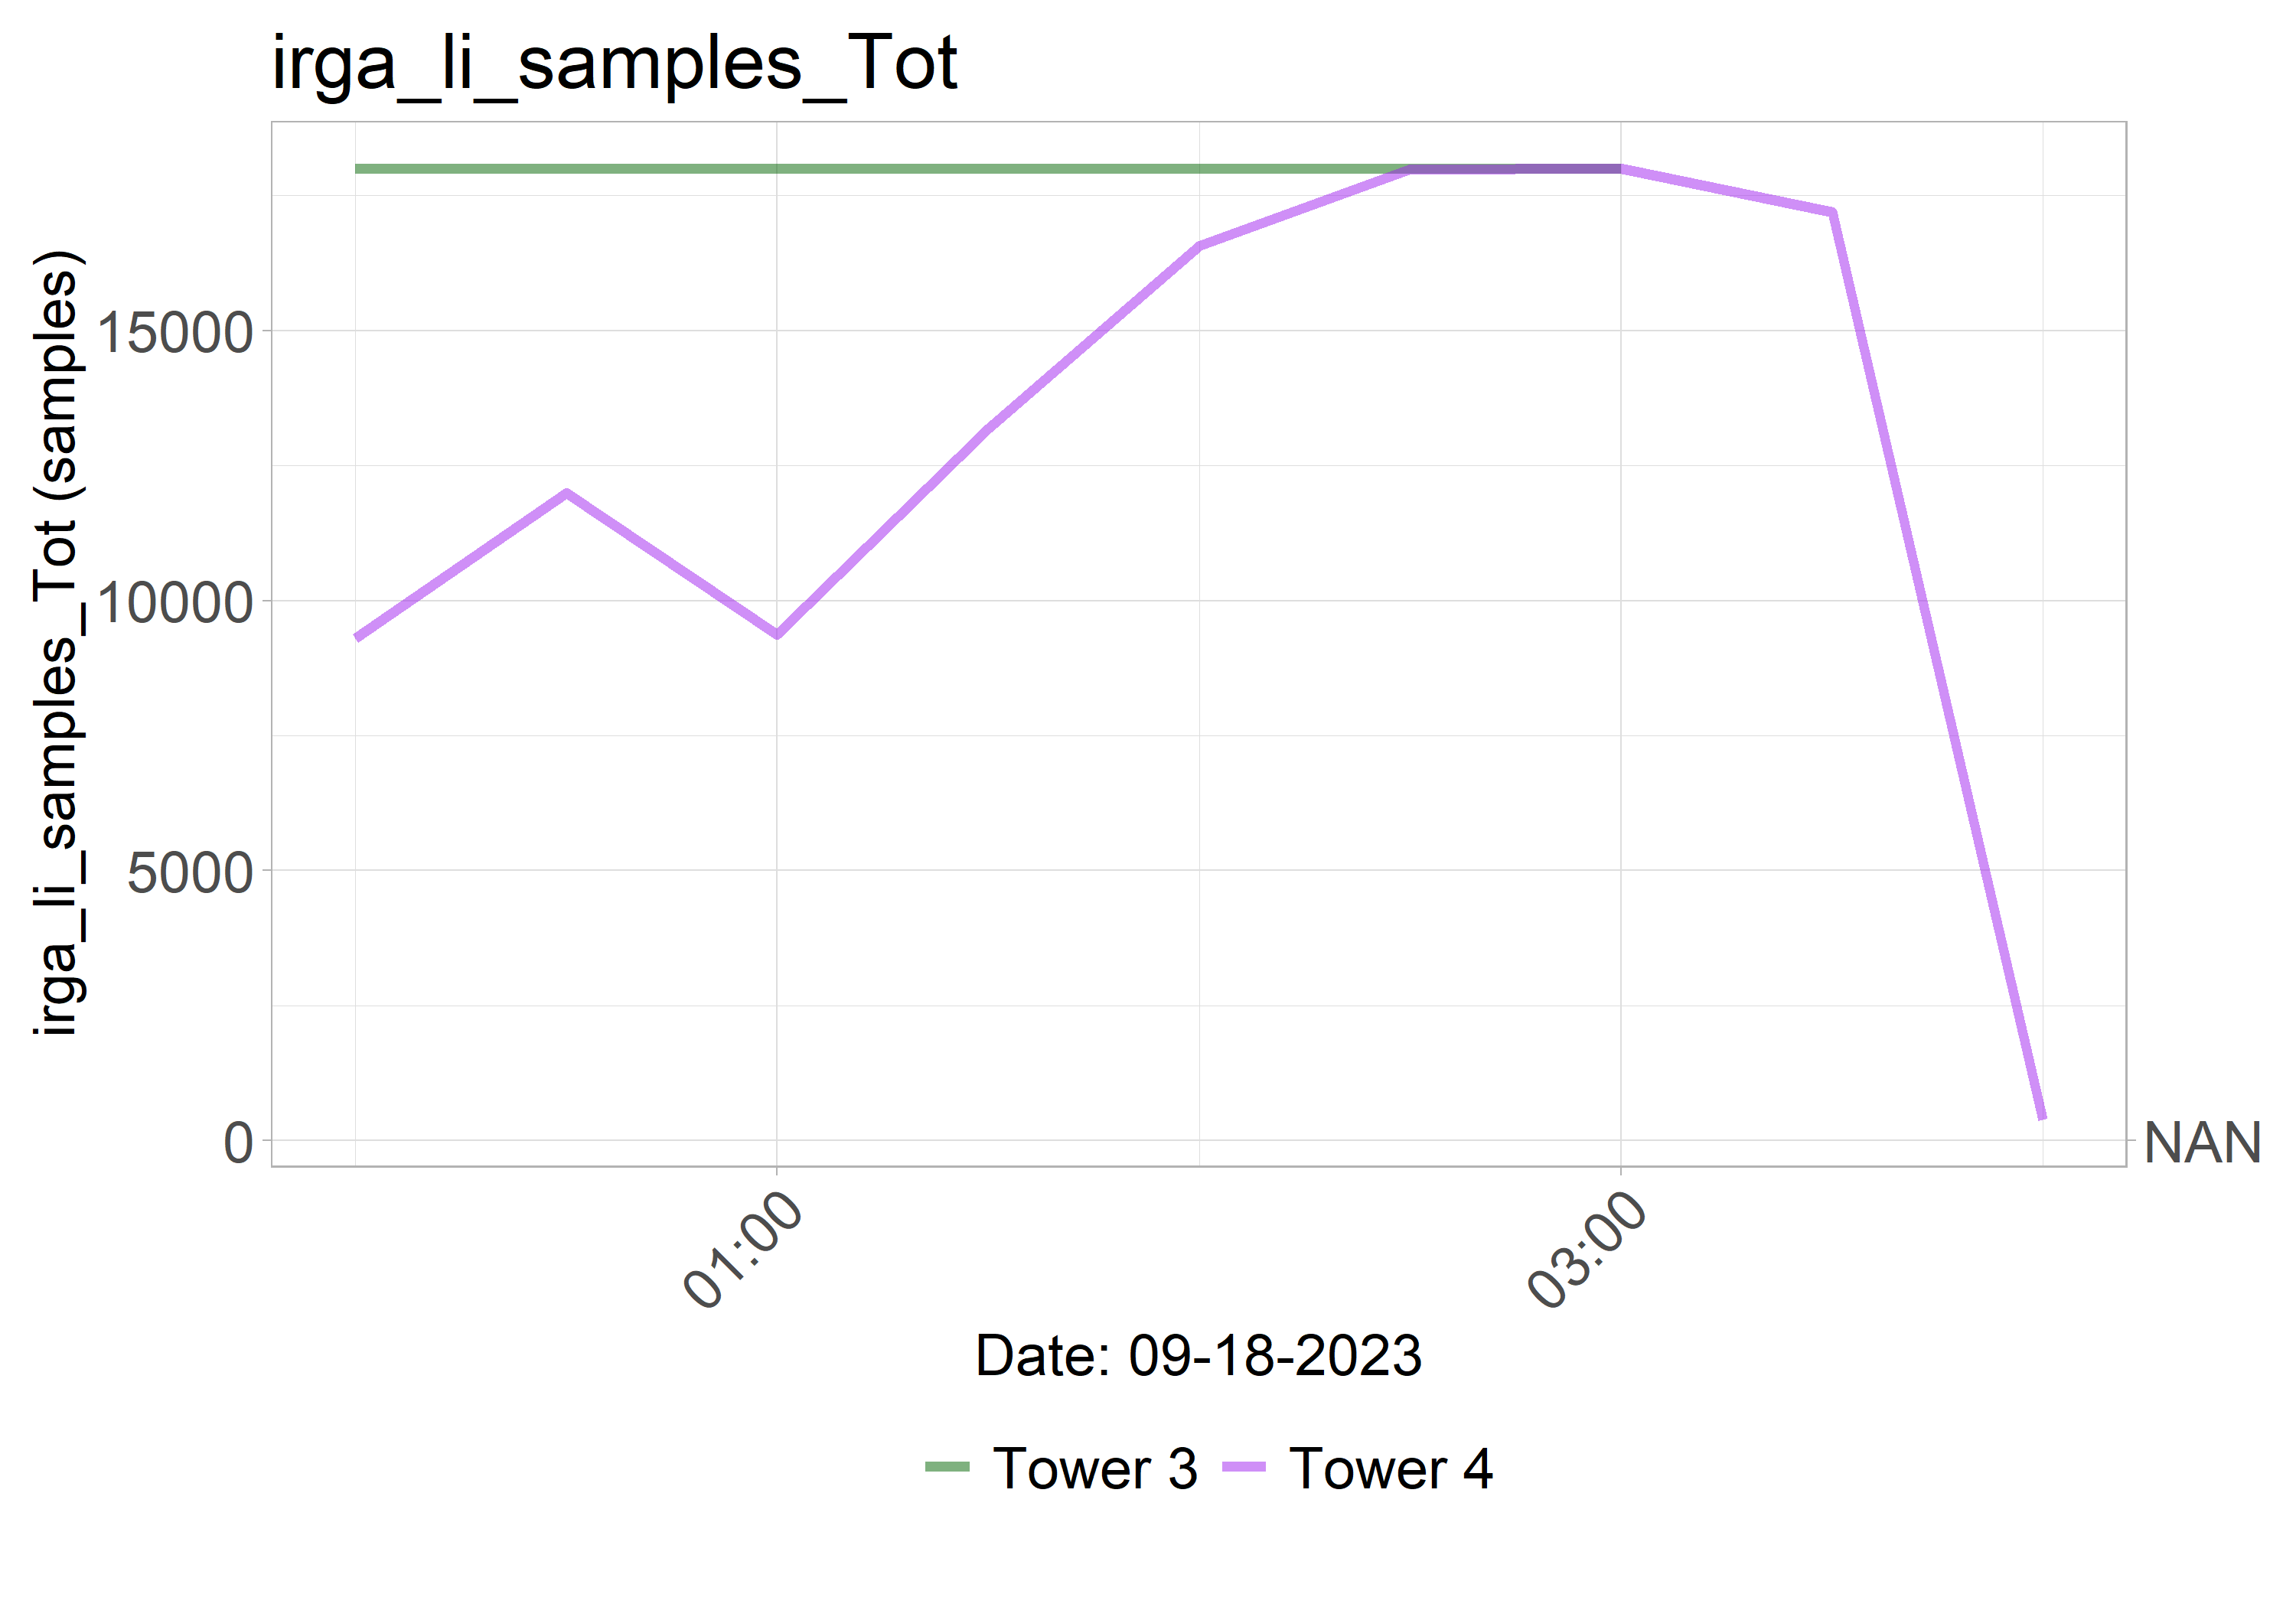 irga_li_samples_Tot
irga_li_samples_Tot (samples)
15000
10000
5000
0
NAN
01:00
03:00
Date: 09-18-2023
Tower 3
Tower 4